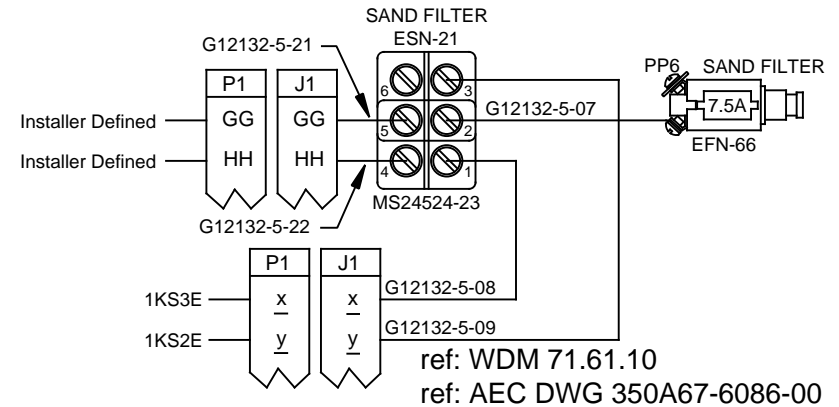 SAND FILTER
ESN-21
G12132-5-21
P1
J1
PP6
SAND FILTER
6
3
Installer Defined
GG
GG
5
2
G12132-5-07
7.5A
EFN-66
Installer Defined
HH
HH
4
1
MS24524-23
G12132-5-22
P1
J1
1KS3E
x
x
G12132-5-08
1KS2E
y
y
G12132-5-09
ref: WDM 71.61.10
ref: AEC DWG 350A67-6086-00